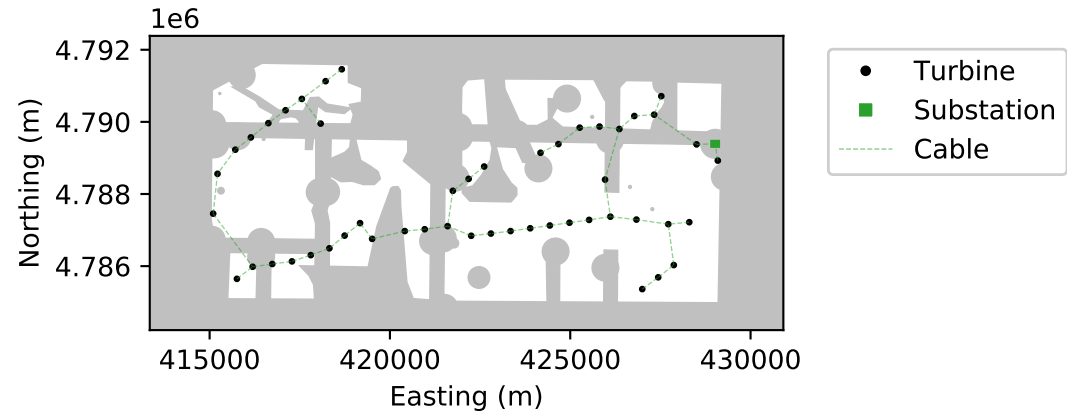 1e6
4.792
4.790
4.788
4.786
Northing (m)
415000 420000 425000 430000
Easting (m)
Turbine
Substation
Cable